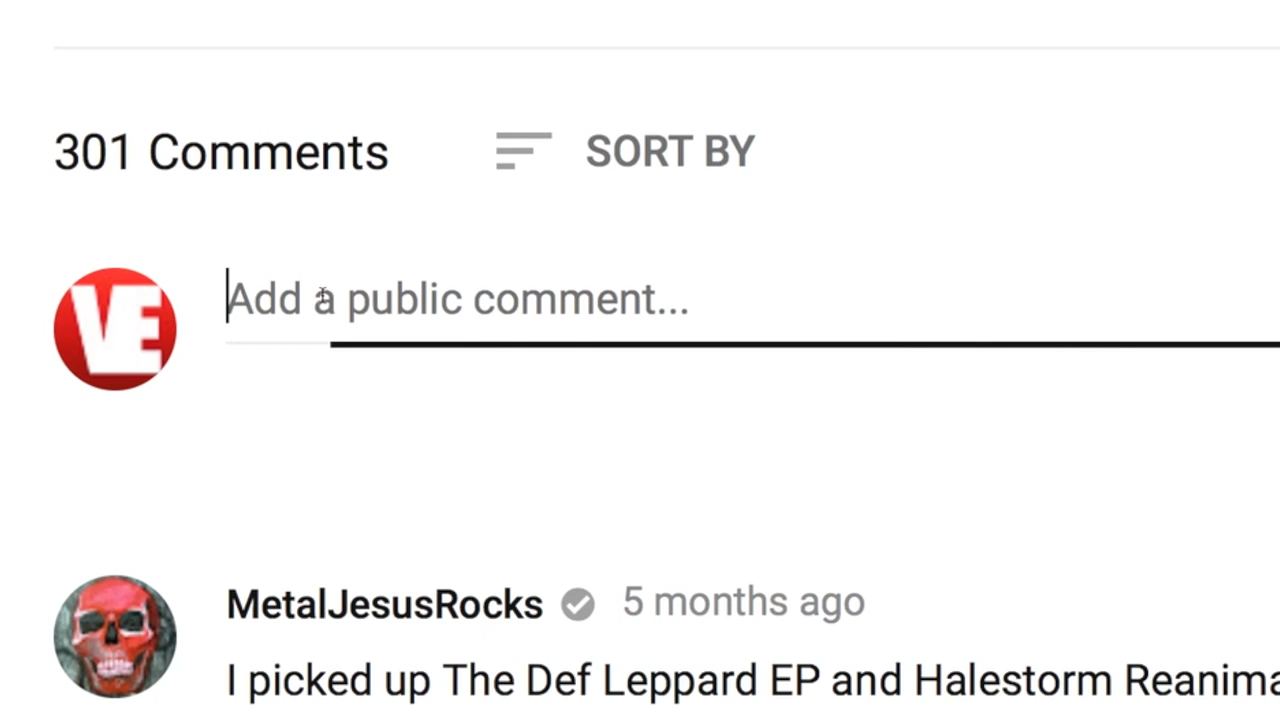 301 Comments
SORT BY
VE
Add a public comment...
MetalJesusRocks
5 months ago
I picked up The Def Leppard EP and Halestorm Reanima